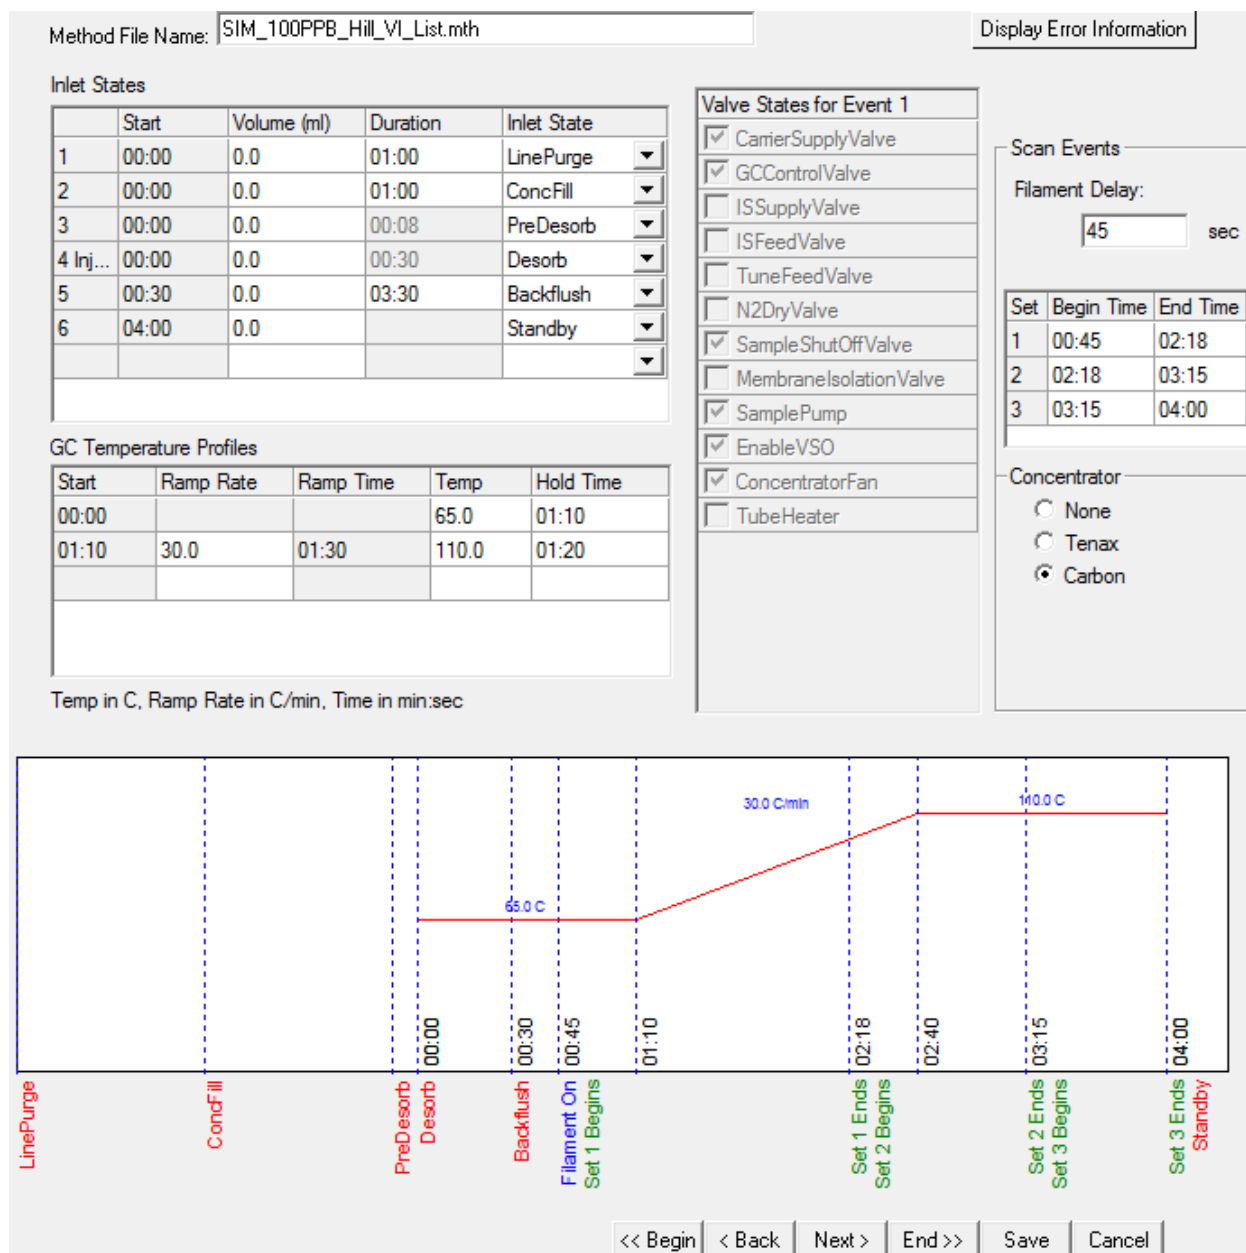 Method File Name: SIM_100PPB_Hill_VI_List.mth
Display Error Information
Inlet States
Start Volume (ml) Duration Inlet State
1 00:00 0.0 01:00 LinePurge
2 00:00 0.0 01:00 ConcFill
3 00:00 0.0 00:08 PreDesorb
4 Inj... 00:00 0.0 00:30 Desorb
5 00:30 0.0 03:30 Backflush
6 04:00 0.0 Standby
GC Temperature Profiles
Start Ramp Rate Ramp Time Temp Hold Time
00:00 65.0 01:10
01:10 30.0 01:30 110.0 01:20
Temp in C, Ramp Rate in C/min, Time in min:sec
Valve States for Event 1
CarrierSupplyValve
GCControlValve
ISSupplyValve
ISFeedValve
TuneFeedValve
N2DryValve
SampleShutOffValve
MembraneIsolationValve
SamplePump
EnableVSO
ConcentratorFan
TubeHeater
Scan Events
Filament Delay:
45 sec
Set Begin Time End Time
1 00:45 02:18
2 02:18 03:15
3 03:15 04:00
Concentrator
None
Tenax
Carbon
30.0 C/min
110.0 C
65.0 C
00:00
00:30
00:45
01:10
02:18
02:40
03:15
04:00
LinePurge
ConcFill
PreDesorb
Desorb
Backflush
Filament On
Set 1 Begins
Set 1 Ends
Set 2 Begins
Set 2 Ends
Set 3 Begins
Set 3 Ends
Standby
<< Begin < Back Next > End >> Save Cancel